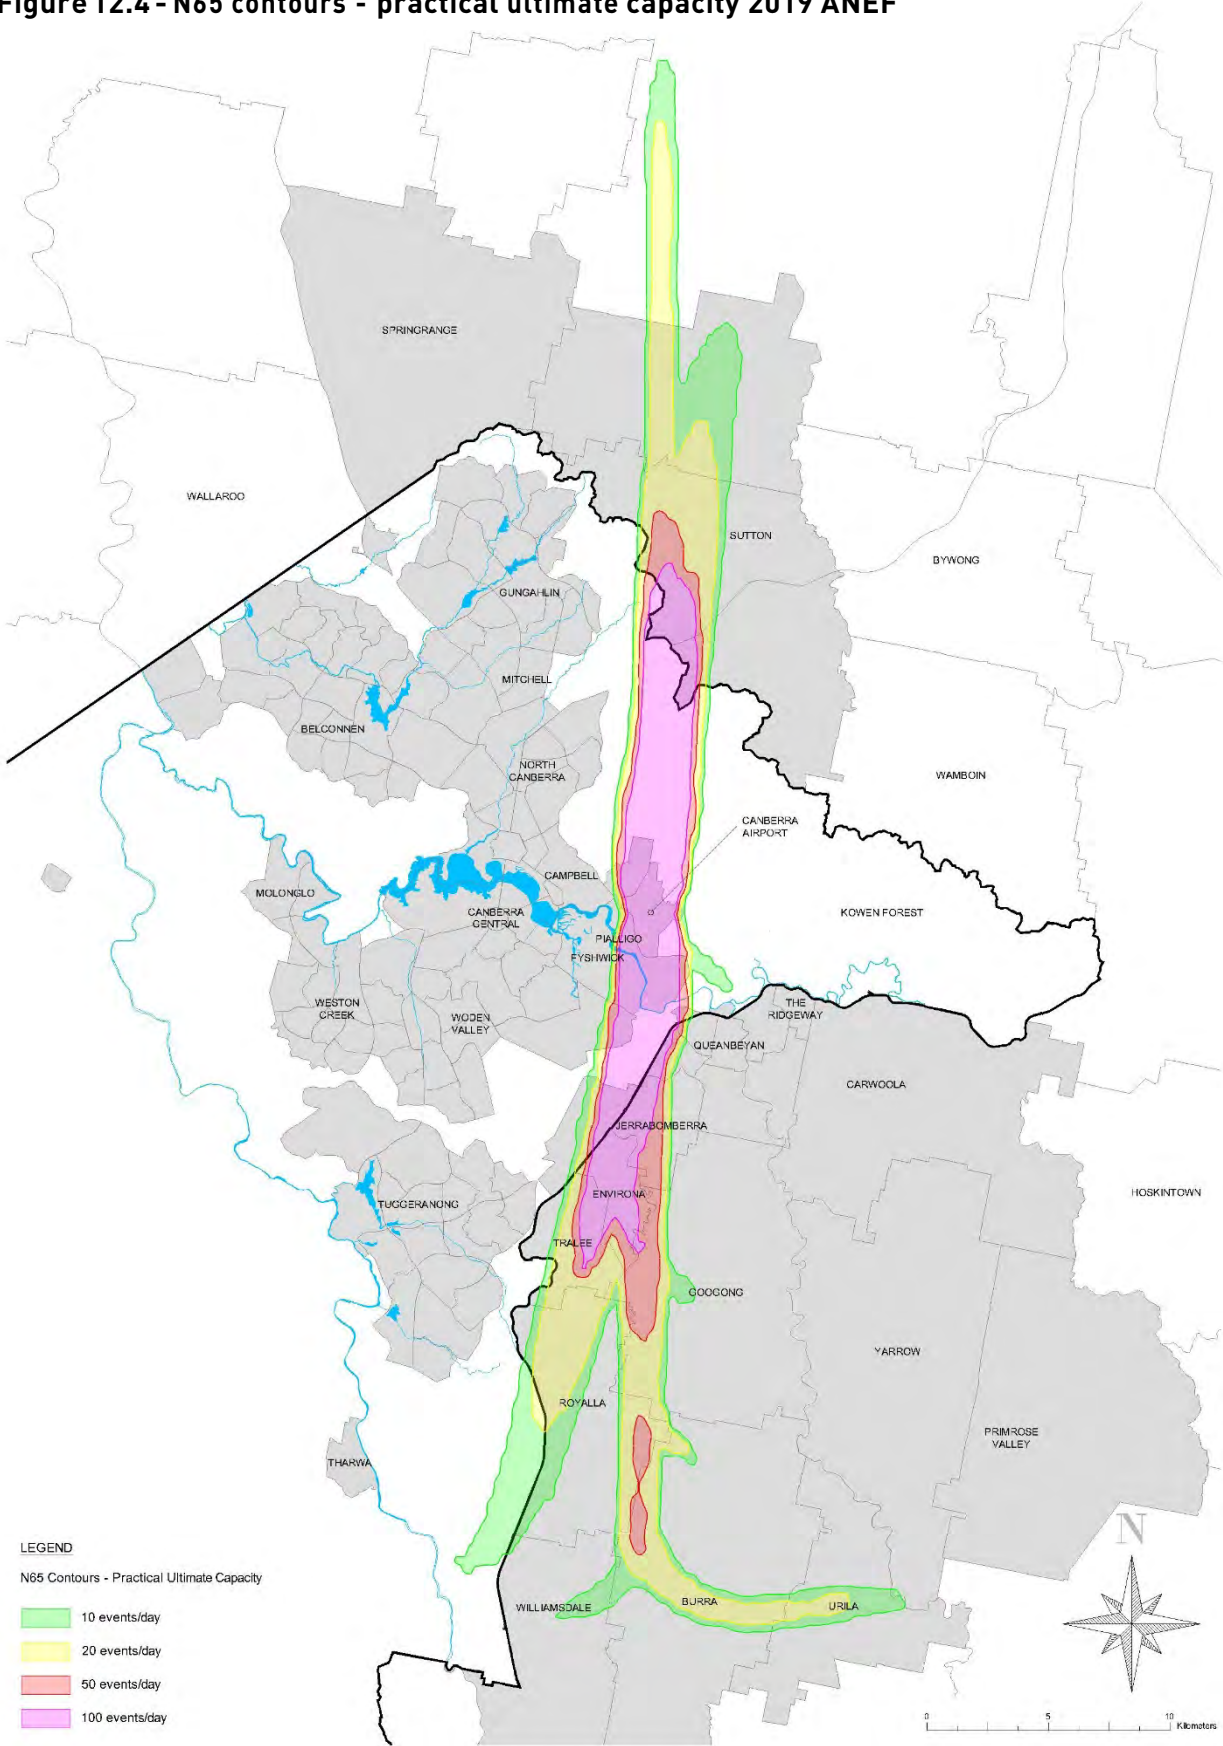 Figure 12.4 - N65 contours - practical ultimate capacity 2019 ANEF
SPRINGRANGE
WALLAROO
SUTTON
BYWONG
GUNGAHLIN
MITCHELL
BELCONNEN
NORTH
CANBERRA
WAMBOIN
CANBERRA
AIRPORT
CAMPBELL
MOLONGLO
CANBERRA
CENTRAL
KOWEN FOREST
PIALLIGO
FYSHWICK
WESTON
CREEK
WODEN
VALLEY
THE
RIDGEWAY
QUEANBEYAN
CARWOOLA
JERRABOMBERRA
HOSKINTOWN
ENVIRONA
TUGGERANONG
TRALEE
GOOGONG
YARROW
ROYALLA
PRIMROSE
VALLEY
THARWA
N
LEGEND
N65 Contours - Practical Ultimate Capacity
10 events/day
20 events/day
50 events/day
100 events/day
WILLIAMSDALE
BURRA
URILA
0 5 10
Kilometers